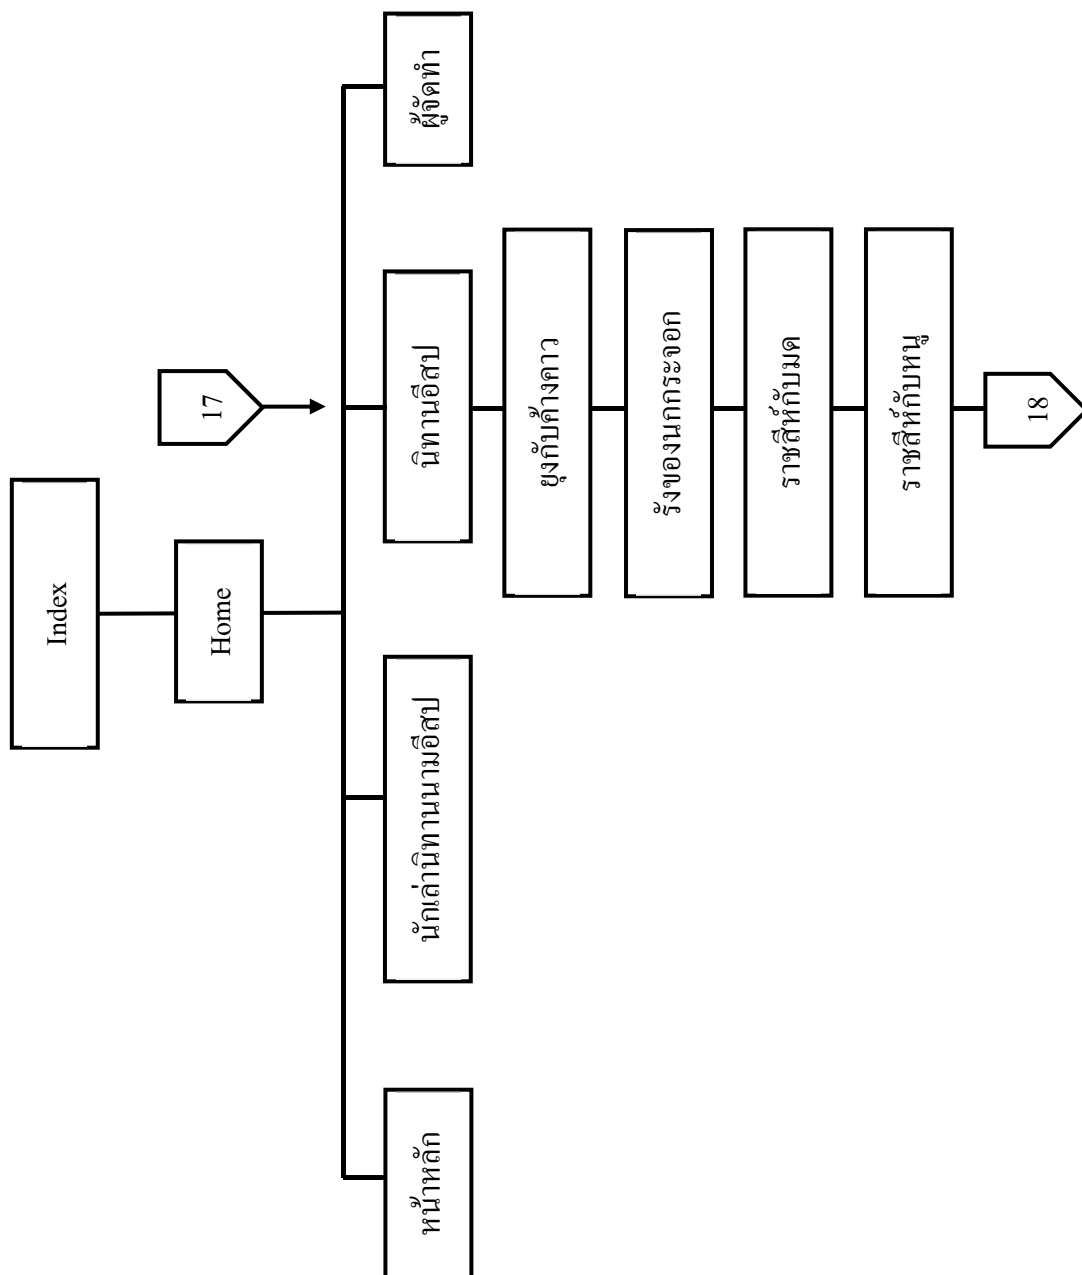 Index
Home
17
หน้าหลัก
นักเล่านิทานนามอีสป
นิทานอีสป
ผู้จัดทำ
ยุงกับค้างคาว
รังของนกกระจอก
ราชสีห์กับมด
ราชสีห์กับหนู
18